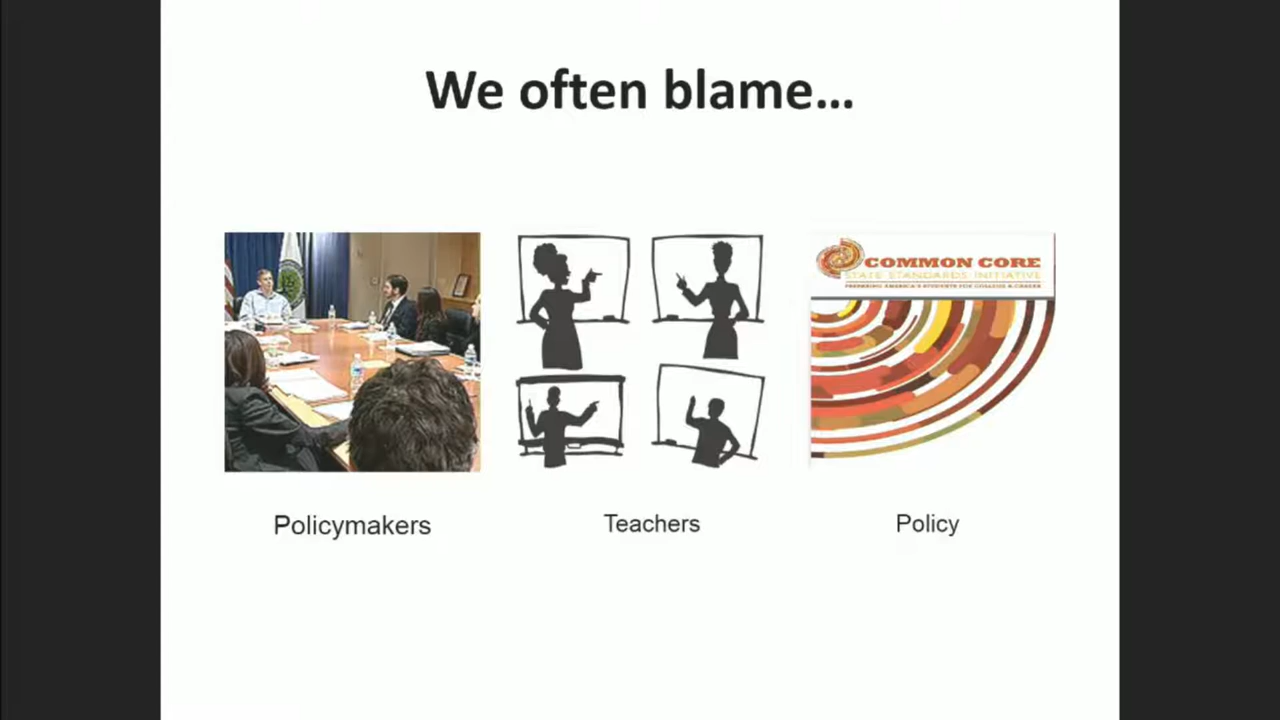 We often blame...
COMMON CORE
STATE STANDARDS INITIATIVE
PREPARING AMERICA'S STUDENTS FOR COLLEGE & CAREER
Policymakers
Teachers
Policy